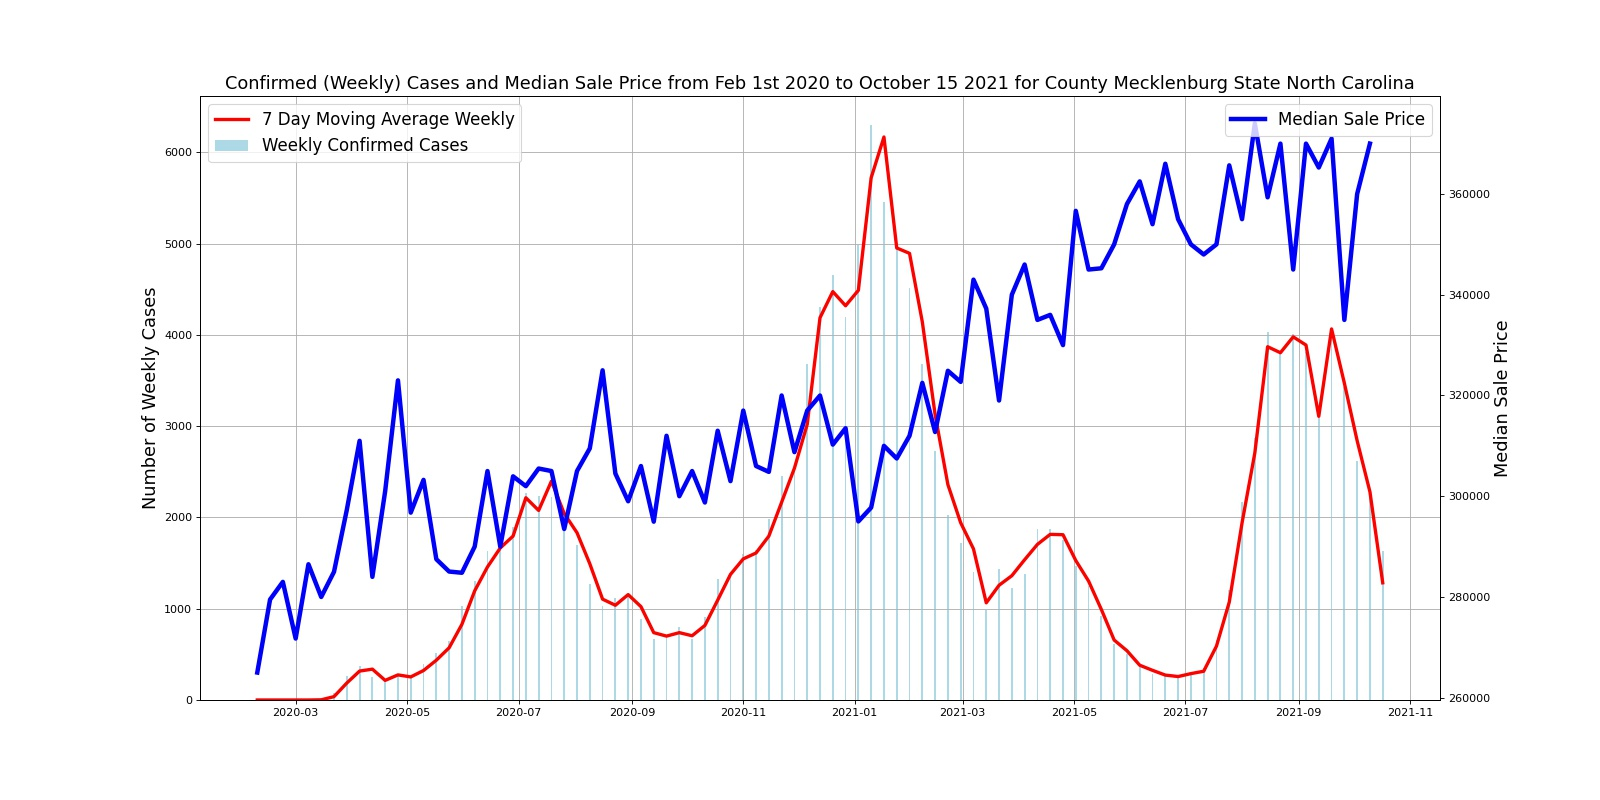 Confirmed (Weekly) Cases and Median Sale Price from Feb 1st 2020 to October 15 2021 for County Mecklenburg State North Carolina
7 Day Moving Average Weekly
Weekly Confirmed Cases
Median Sale Price
Number of Weekly Cases
6000
5000
4000
3000
2000
1000
0
360000
340000
320000
300000
280000
260000
Median Sale Price
2020-03 2020-05 2020-07 2020-09 2020-11 2021-01 2021-03 2021-05 2021-07 2021-09 2021-11